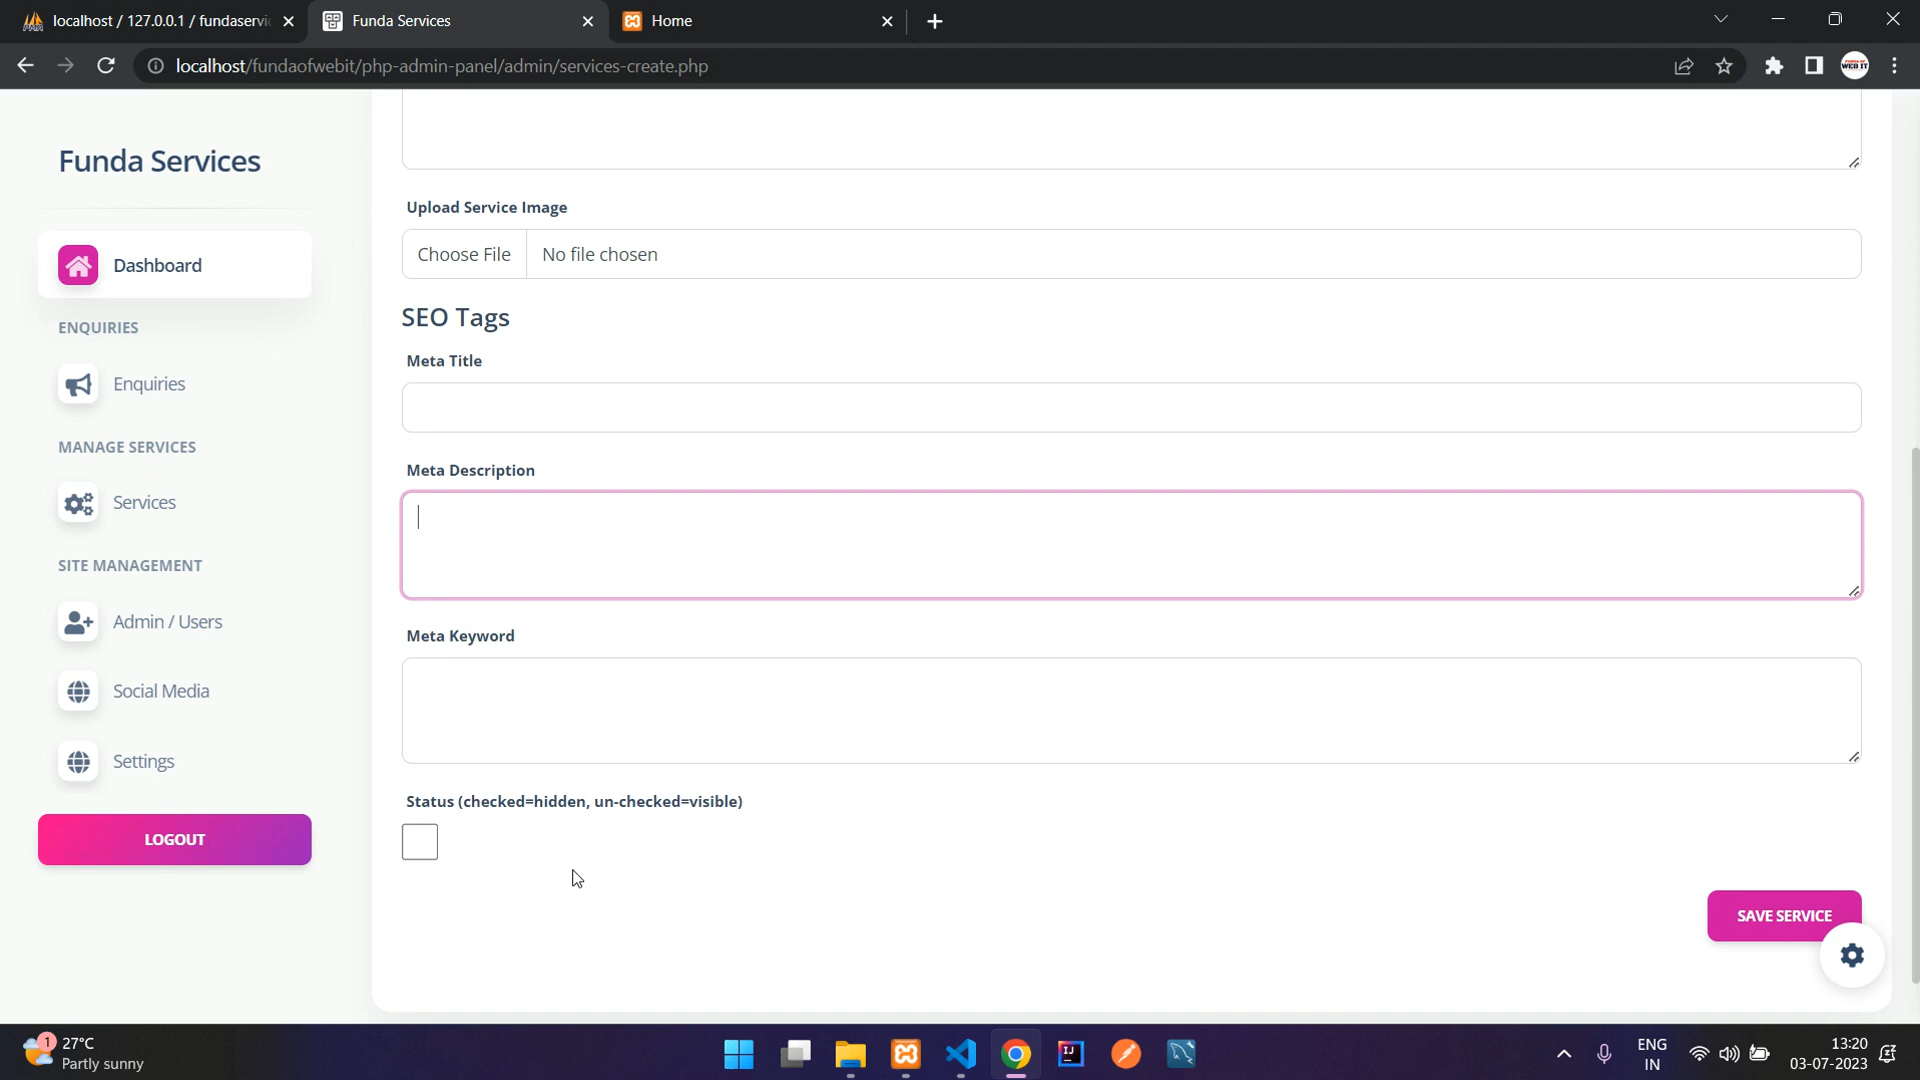 localhost / 127.0.0.1 / fundaservi
Funda Services
Home
localhost/fundaofwebit/php-admin-panel/admin/services-create.php
Funda Services
Dashboard
ENQUIRIES
Enquiries
MANAGE SERVICES
Services
SITE MANAGEMENT
Admin / Users
Social Media
Settings
LOGOUT
Upload Service Image
Choose File
No file chosen
SEO Tags
Meta Title
Meta Description
Meta Keyword
Status (checked=hidden, un-checked=visible)
SAVE SERVICE
1
27°C
Partly sunny
ENG
IN
13:20
03-07-2023